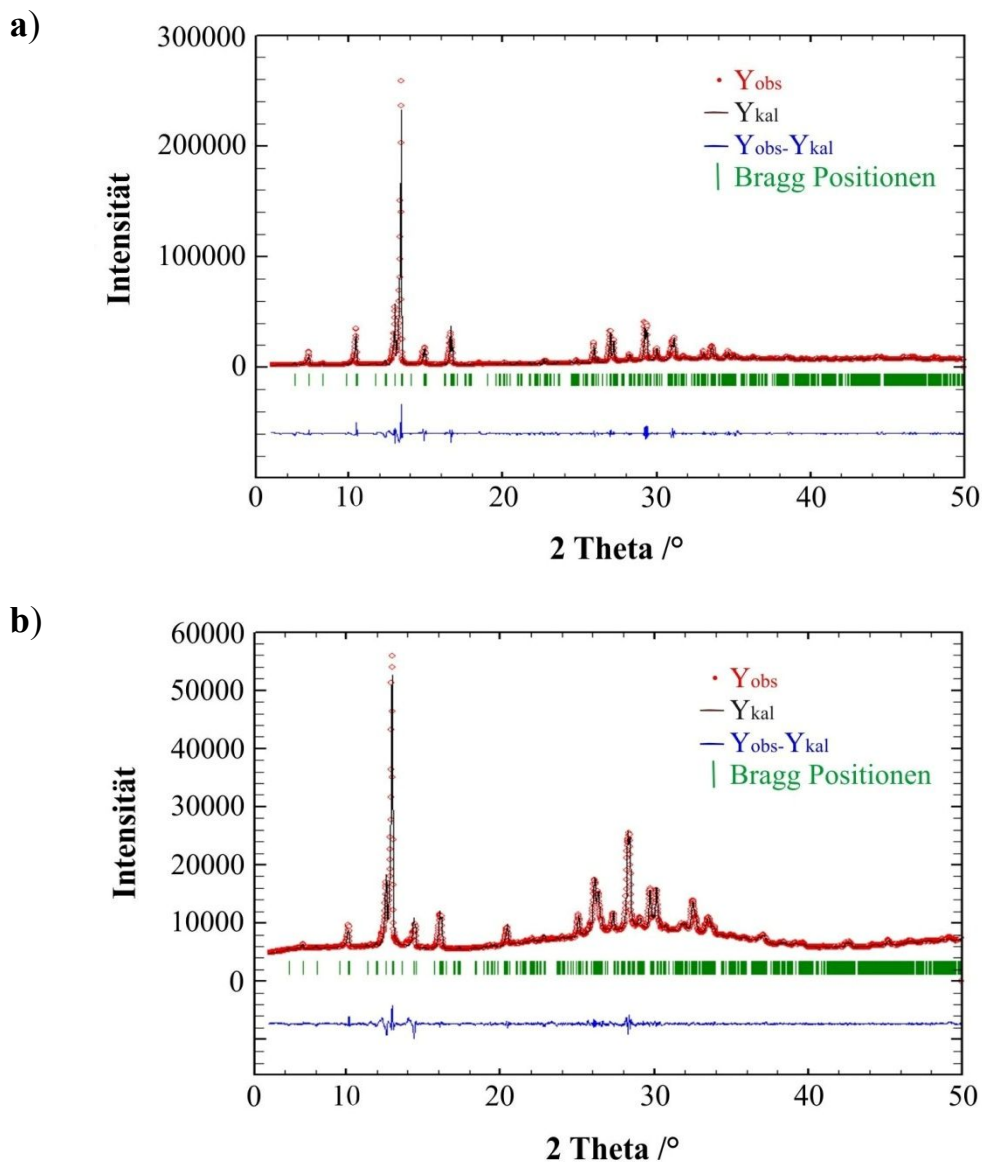 a)
300000
200000
100000
0
Intensität
Yobs
Ykal
Yobs-Ykal
Bragg Positionen
0 10 20 30 40 50
2 Theta /°
b)
60000
50000
40000
30000
20000
10000
0
Intensität
Yobs
Ykal
Yobs-Ykal
Bragg Positionen
0 10 20 30 40 50
2 Theta /°